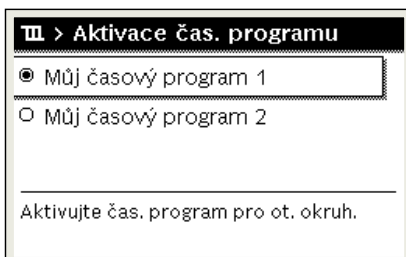 > Aktivace čas. programu
Můj časový program 1
Můj časový program 2
Aktivujte čas. program pro ot. okruh.